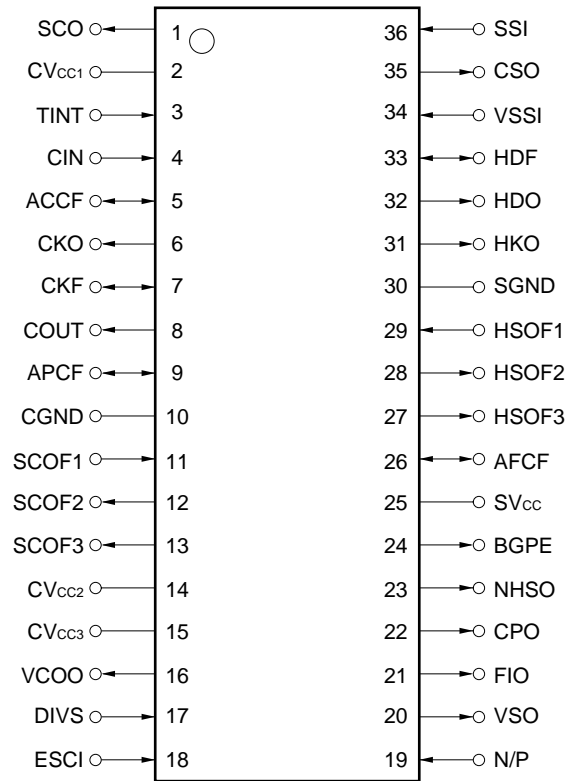 SCO 1 36 SSI
CVCC1 2 35 CSO
TINT 3 34 VSSI
CIN 4 33 HDF
ACCF 5 32 HDO
CKO 6 31 HKO
CKF 7 30 SGND
COUT 8 29 HSOF1
APCF 9 28 HSOF2
CGND 10 27 HSOF3
SCOF1 11 26 AFCF
SCOF2 12 25 SVCC
SCOF3 13 24 BGPE
CVCC2 14 23 NHSO
CVCC3 15 22 CPO
VCOO 16 21 FIO
DIVS 17 20 VSO
ESCI 18 19 N/P